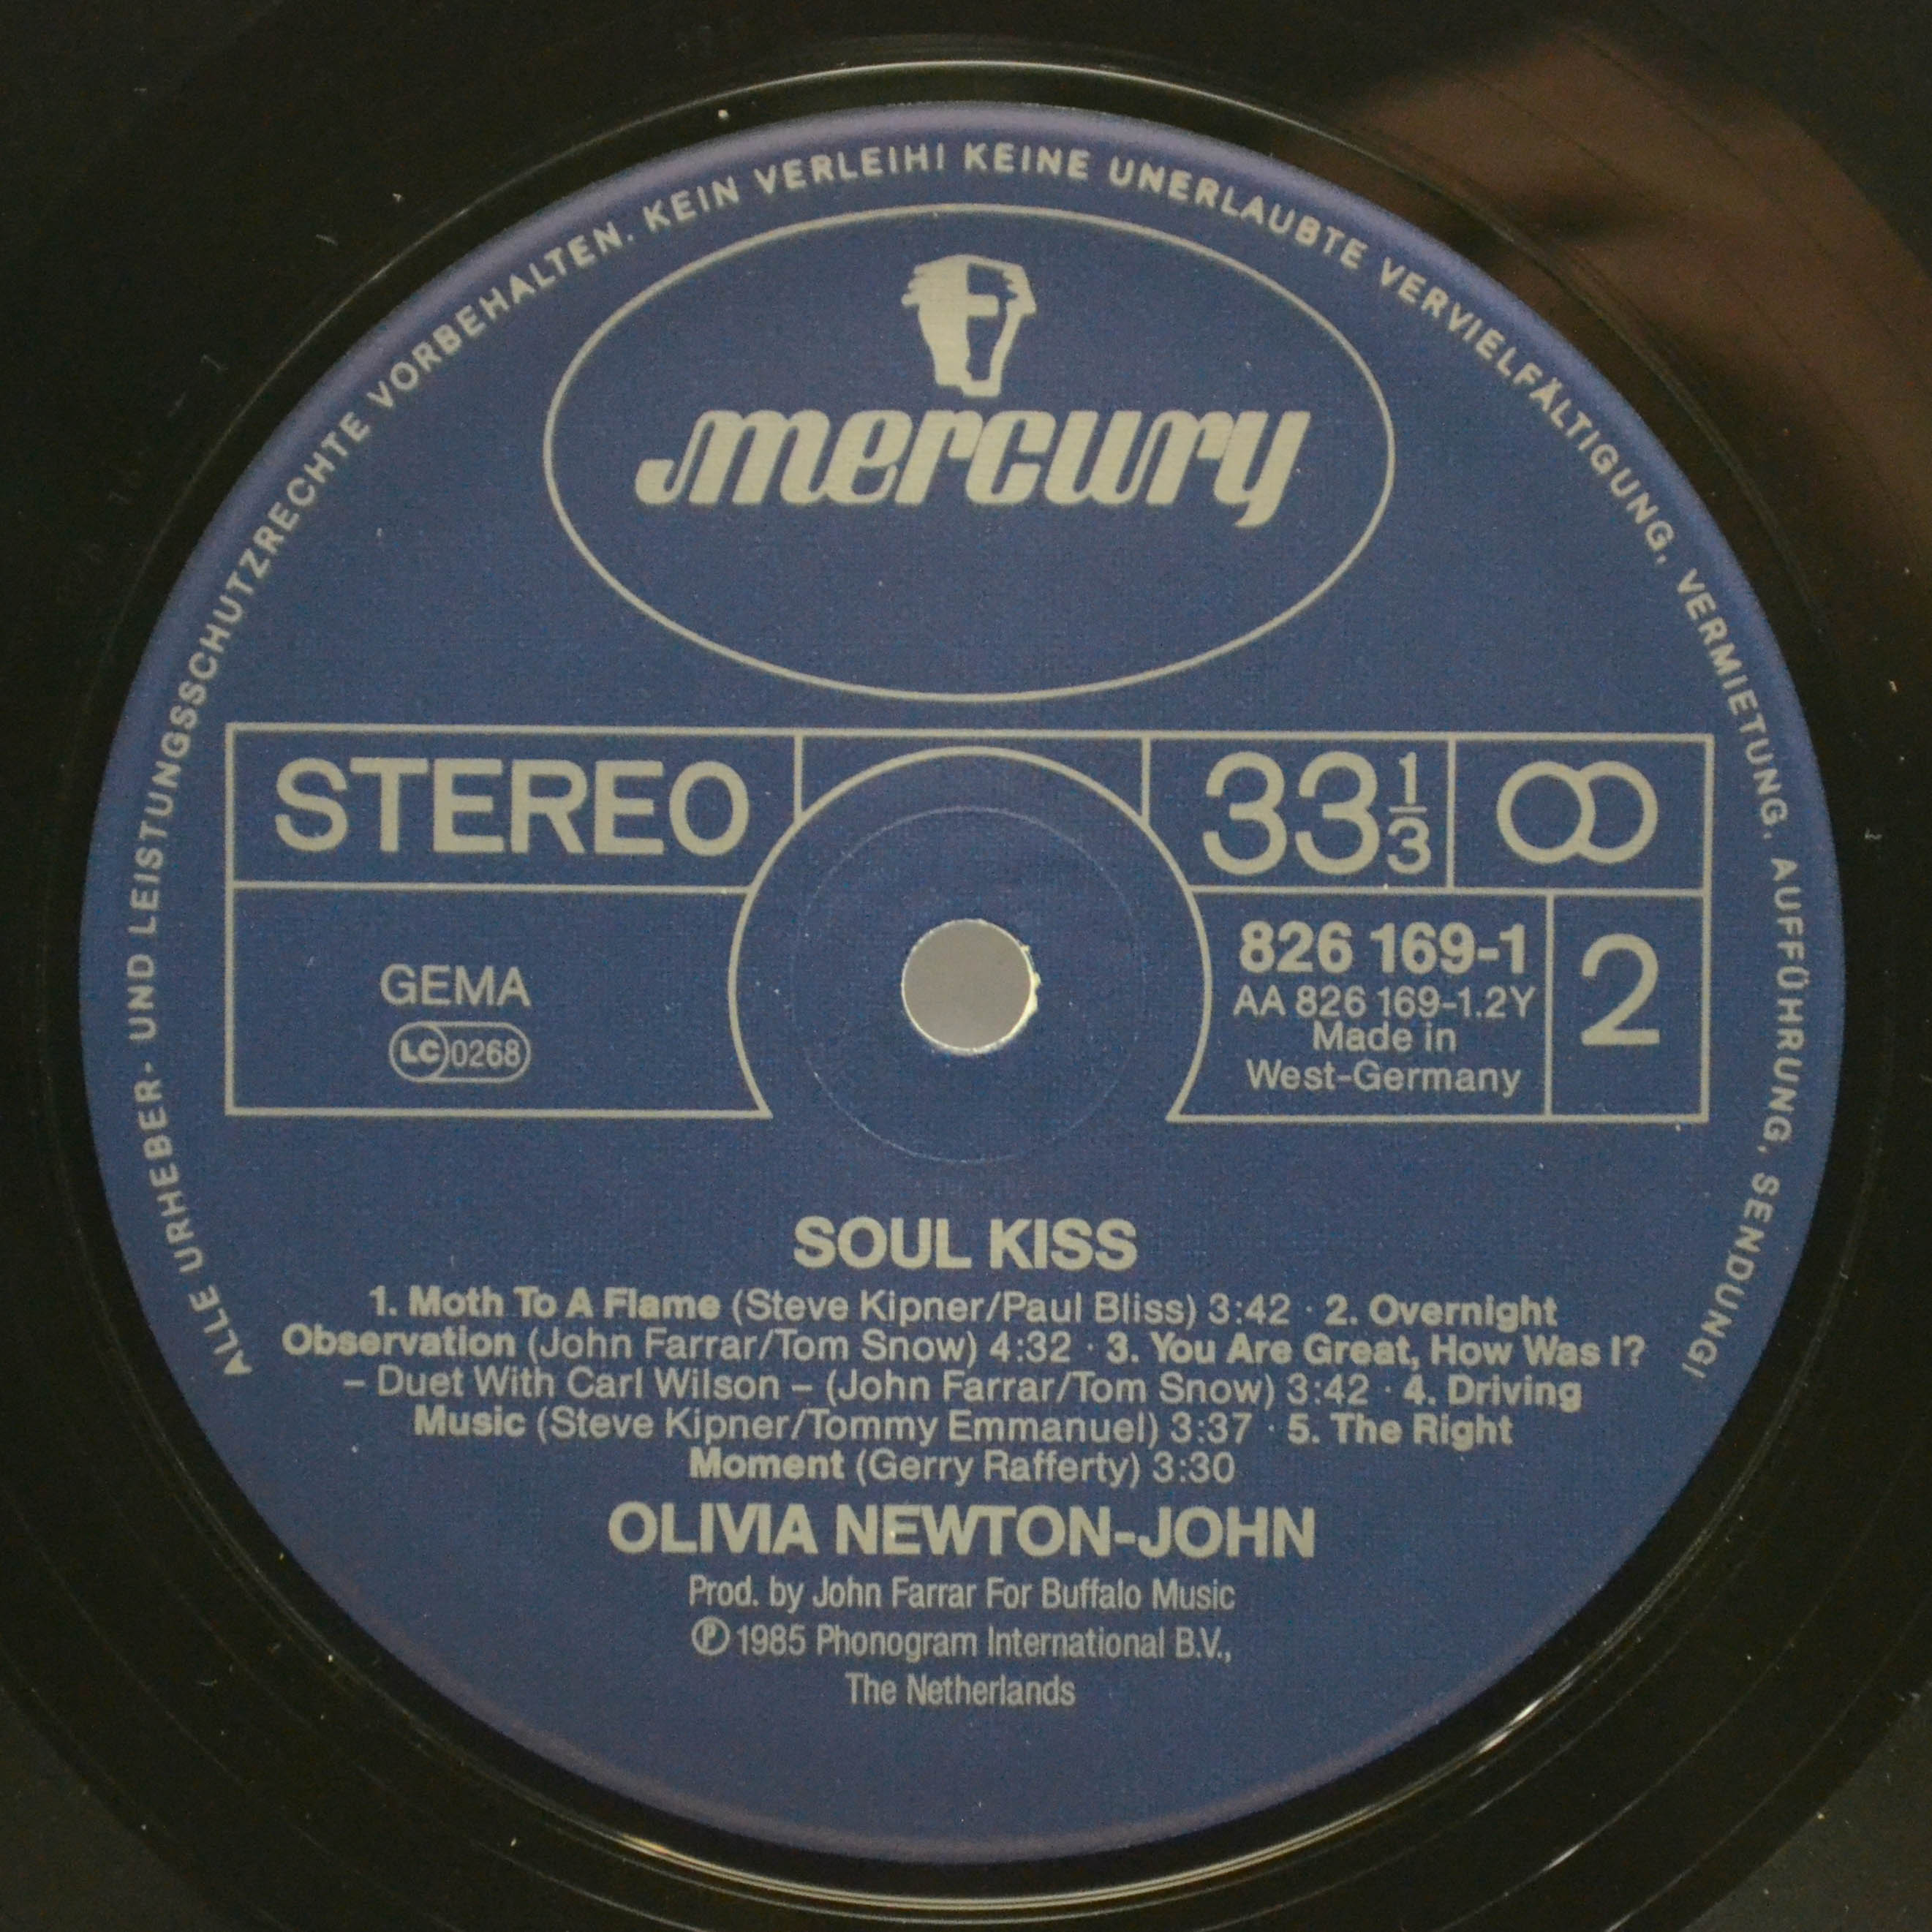 ALLE URHEBER- UND LEISTUNGSSCHUTZRECHTE VORBEHALTEN. KEIN VERLEIH! KEINE UNERLAUBTE VERVIELFÄLTIGUNG, VERMIETUNG, AUFFÜHRUNG, SENDUNG!
mercury
STEREO
33 1/3
GEMA
LC 0268
826 169-1
AA 826 169-1.2Y
Made in
West-Germany
2
SOUL KISS
1. Moth To A Flame (Steve Kipner/Paul Bliss) 3:42 · 2. Overnight
Observation (John Farrar/Tom Snow) 4:32 · 3. You Are Great, How Was I?
– Duet With Carl Wilson – (John Farrar/Tom Snow) 3:42 · 4. Driving
Music (Steve Kipner/Tommy Emmanuel) 3:37 · 5. The Right
Moment (Gerry Rafferty) 3:30
OLIVIA NEWTON-JOHN
Prod. by John Farrar For Buffalo Music
℗ 1985 Phonogram International B.V.,
The Netherlands